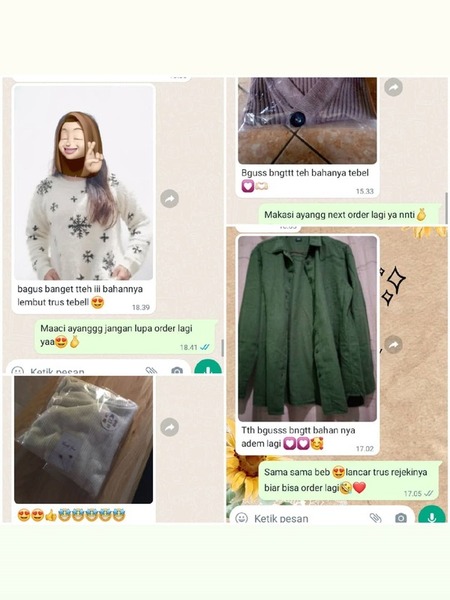 bagus banget tteh iii bahannya
lembut trus tebell 😍
18.39
Maaci ayanggg jangan lupa order lagi
yaa😍🫰
18.41
Ketik pesan
😍😍👍😇😇😇😇😇
Bguss bngttt teh bahanya tebel
💟🫶🏻
15.33
Makasi ayangg next order lagi ya nnti🫰
Tth bgusss bngtt bahan nya
adem lagi 💟💟🥰
17.02
Sama sama beb 😍lancar trus rejekinya
biar bisa order lagi😜❤️
17.05
Ketik pesan